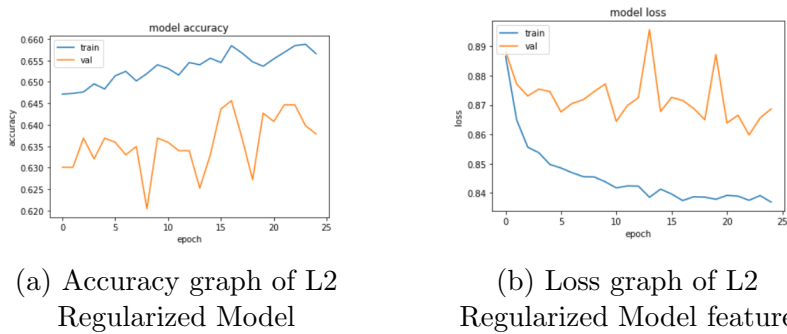 model accuracy
train
val
0.660
0.655
0.650
0.645
0.640
0.635
0.630
0.625
0.620
accuracy
0
5
10
15
20
25
epoch
model loss
train
val
0.89
0.88
0.87
0.86
0.85
0.84
loss
0
5
10
15
20
25
epoch
(a) Accuracy graph of L2
Regularized Model
(b) Loss graph of L2
Regularized Model feature